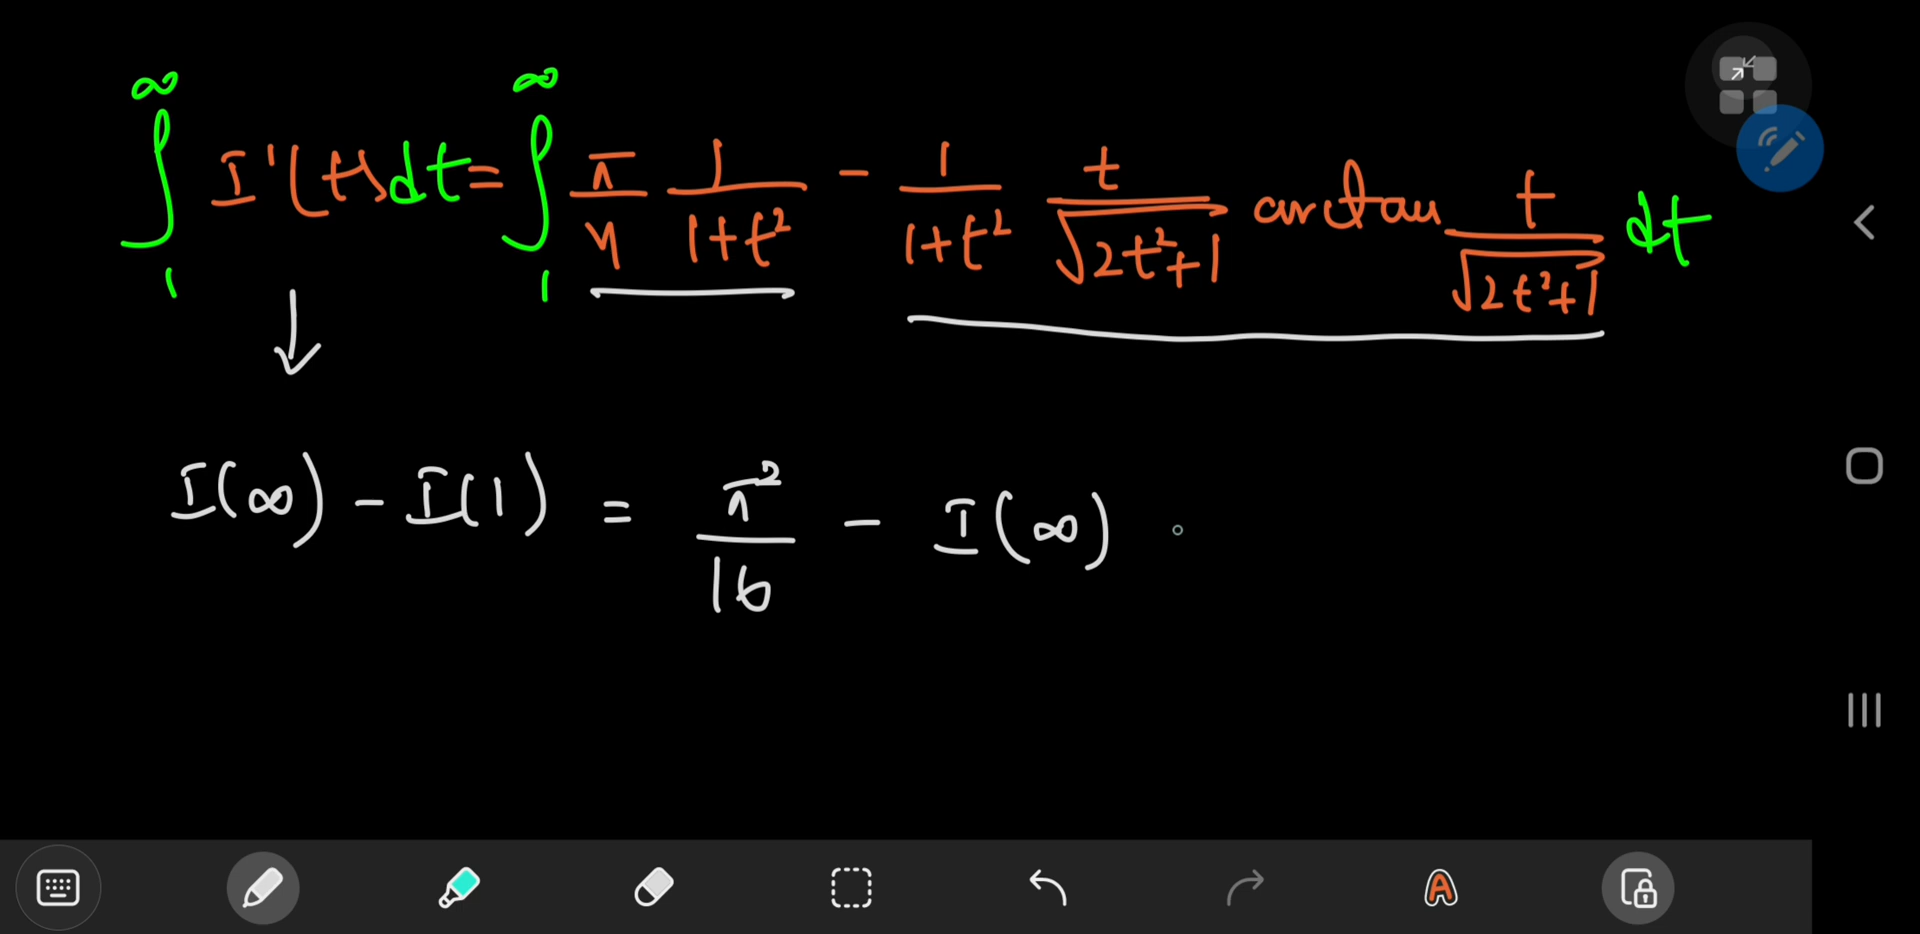 ∫₁^∞ I'(t)dt = ∫₁^∞ π/4 1/(1+t²) - 1/(1+t²) t/√(2t²+1) arctan t/√(2t²+1) dt
↓
I(∞) - I(1) = π²/16 - I(∞)
A